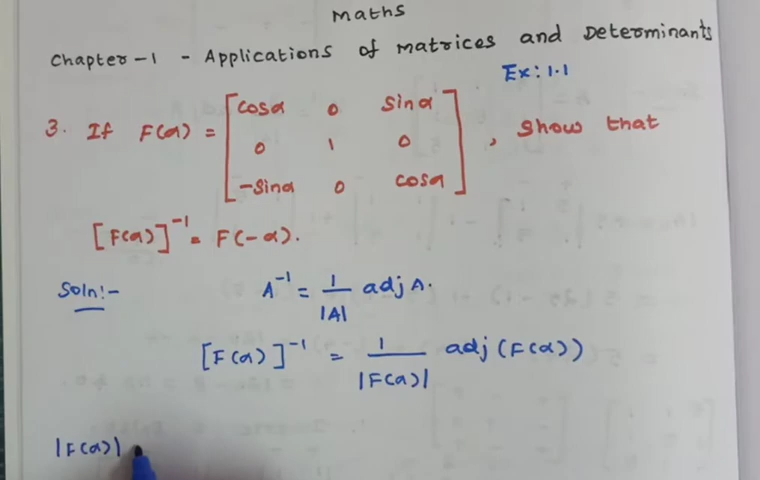 Maths
Chapter-1 - Applications of matrices and Determinants
Ex: 1.1
3. If F(α) = [cosα 0 sinα
0 1 0
-sinα 0 cosα], show that
[F(α)]⁻¹ = F(-α).
Soln:- A⁻¹ = 1/|A| adj A.
[F(α)]⁻¹ = 1/|F(α)| adj (F(α))
|F(α)|